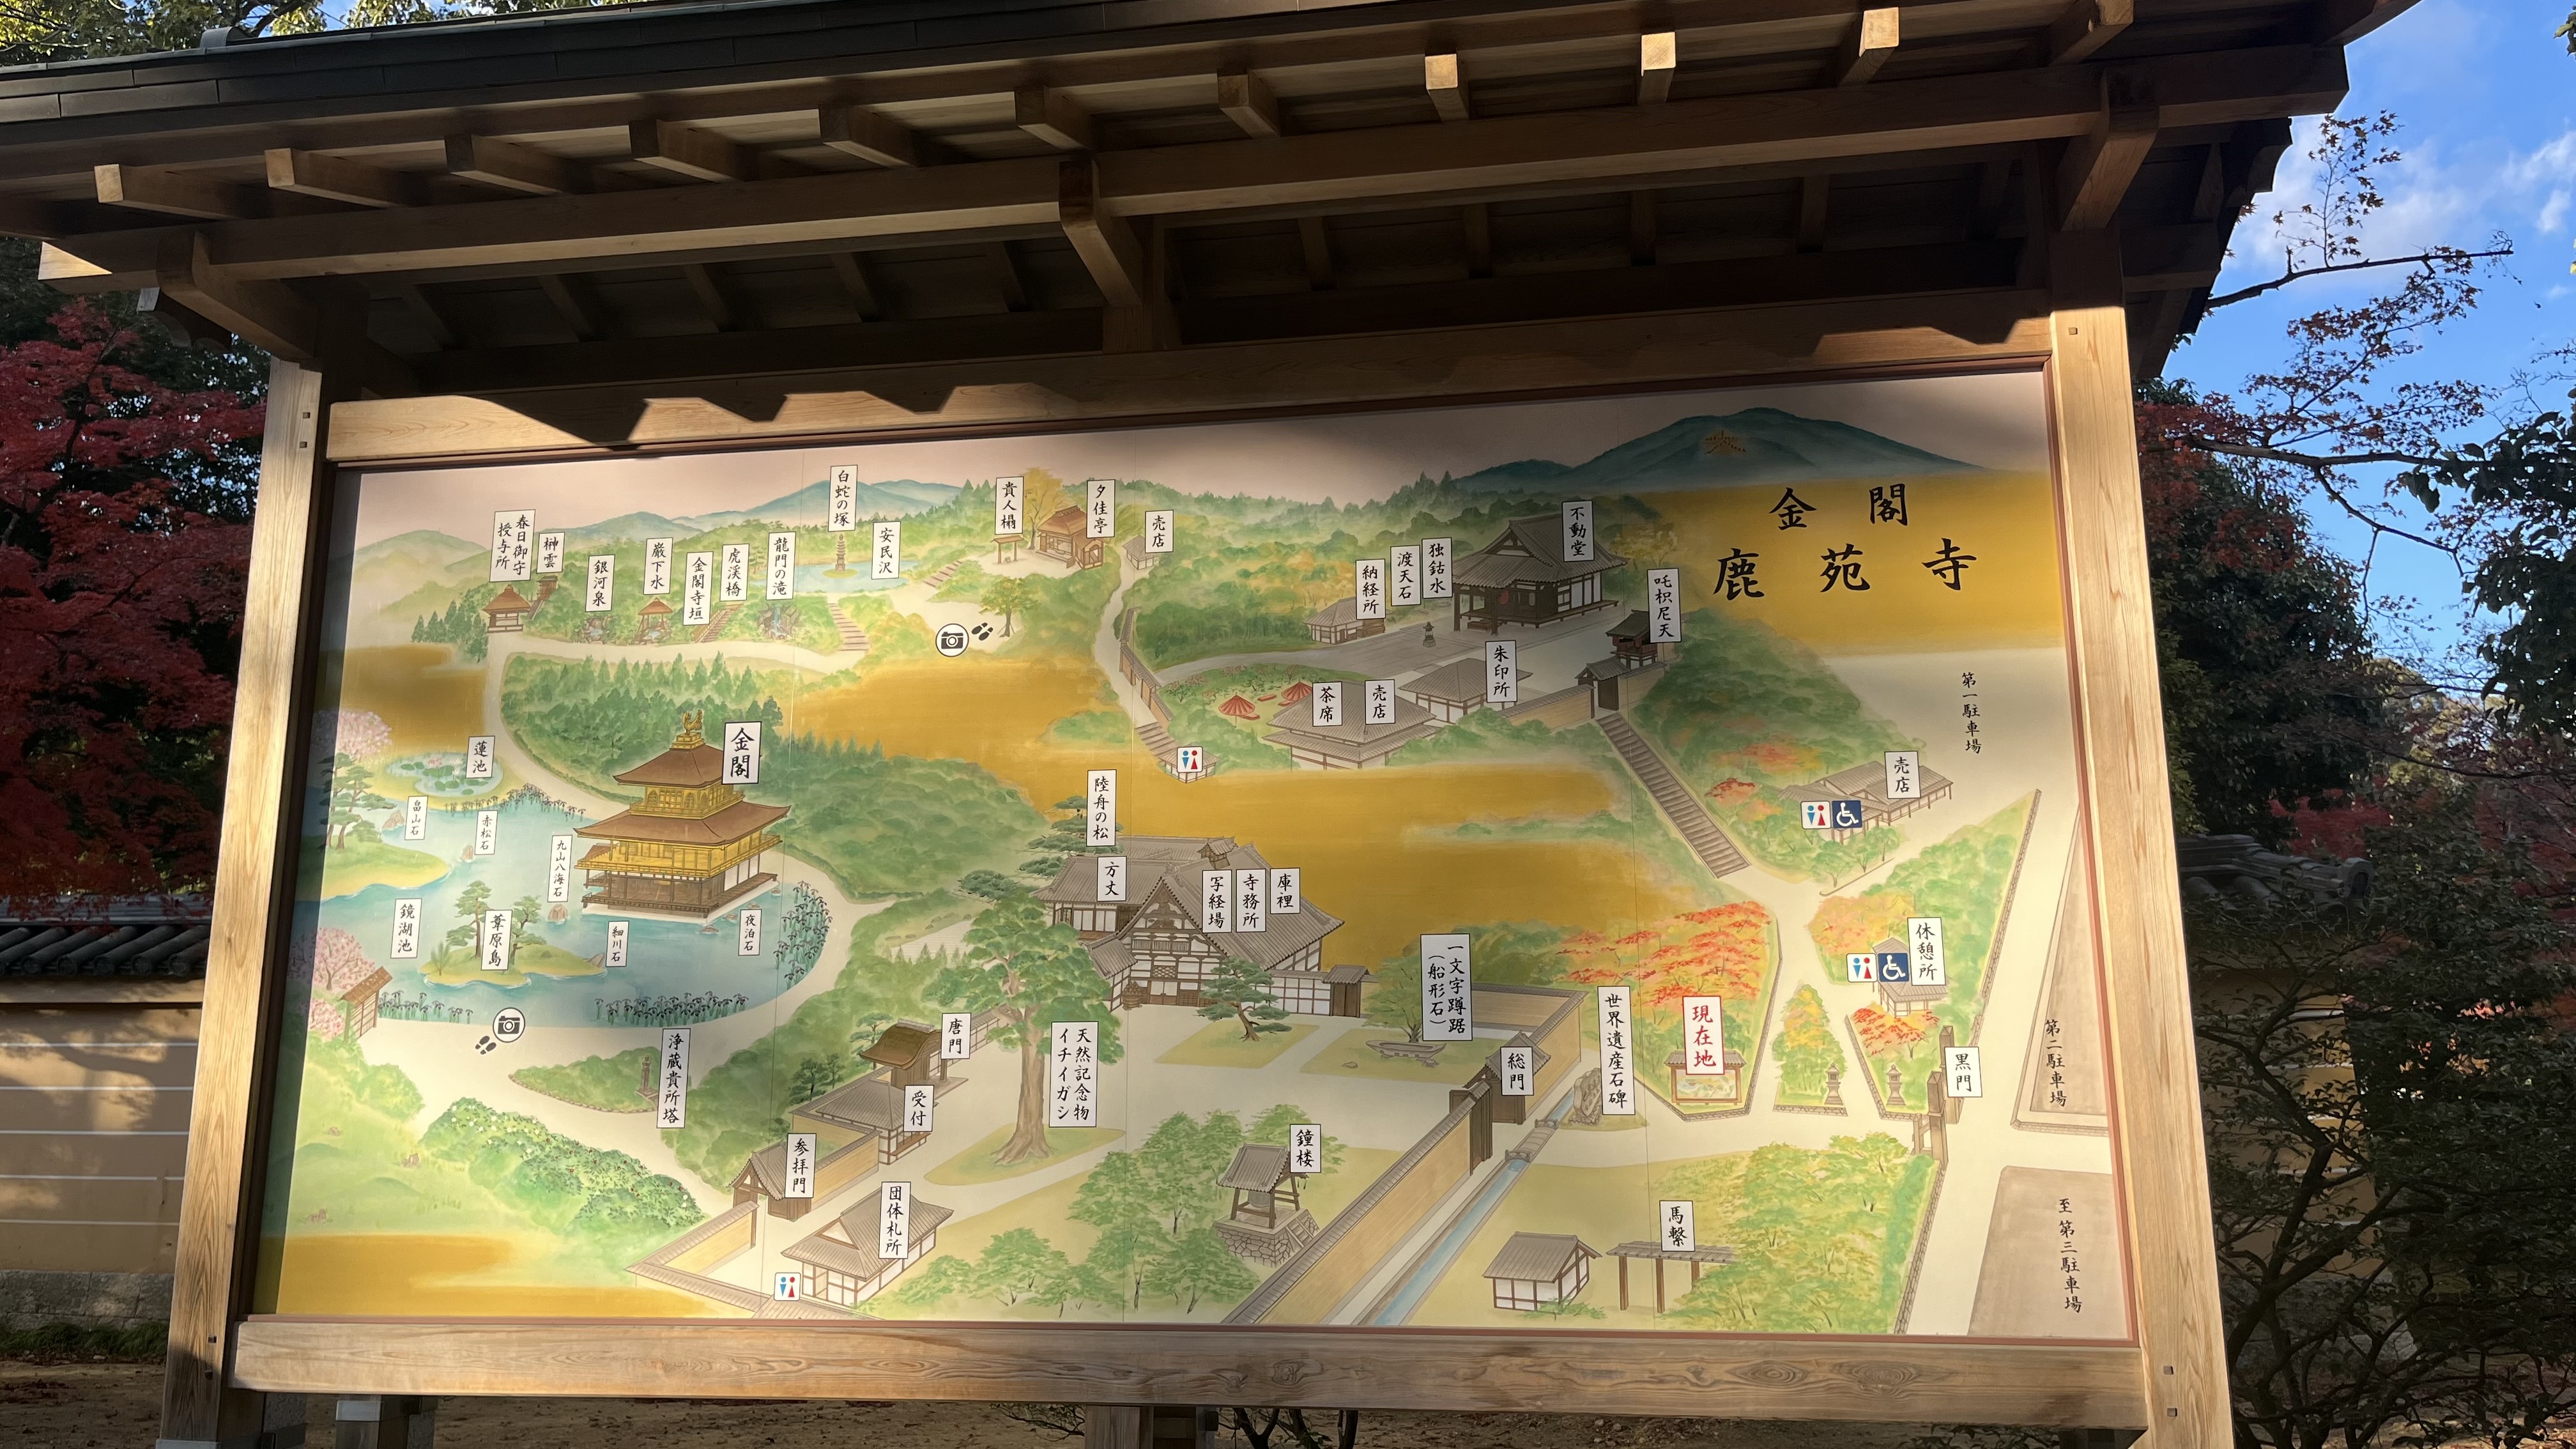 金閣
鹿苑寺
白蛇の塚
貴人榻
夕佳亭
売店
不動堂
春日御守
授与所
榊雲
銀河泉
巌下水
金閣寺垣
虎渓橋
龍門の滝
安民沢
納経所
渡天石
独鈷水
吒枳尼天
朱印所
茶席
売店
第一駐車場
売店
金閣
蓮池
畠山石
赤松石
九山八海石
鏡湖池
葦原島
細川石
夜泊石
陸舟の松
方丈
写経場
寺務所
庫裡
一文字蹲踞
(船形石)
休憩所
世界遺産石碑
現在地
総門
黒門
第二駐車場
浄蔵貴所塔
唐門
天然記念物
イチイガシ
受付
参拝門
鐘楼
団体札所
馬繋
至第三駐車場